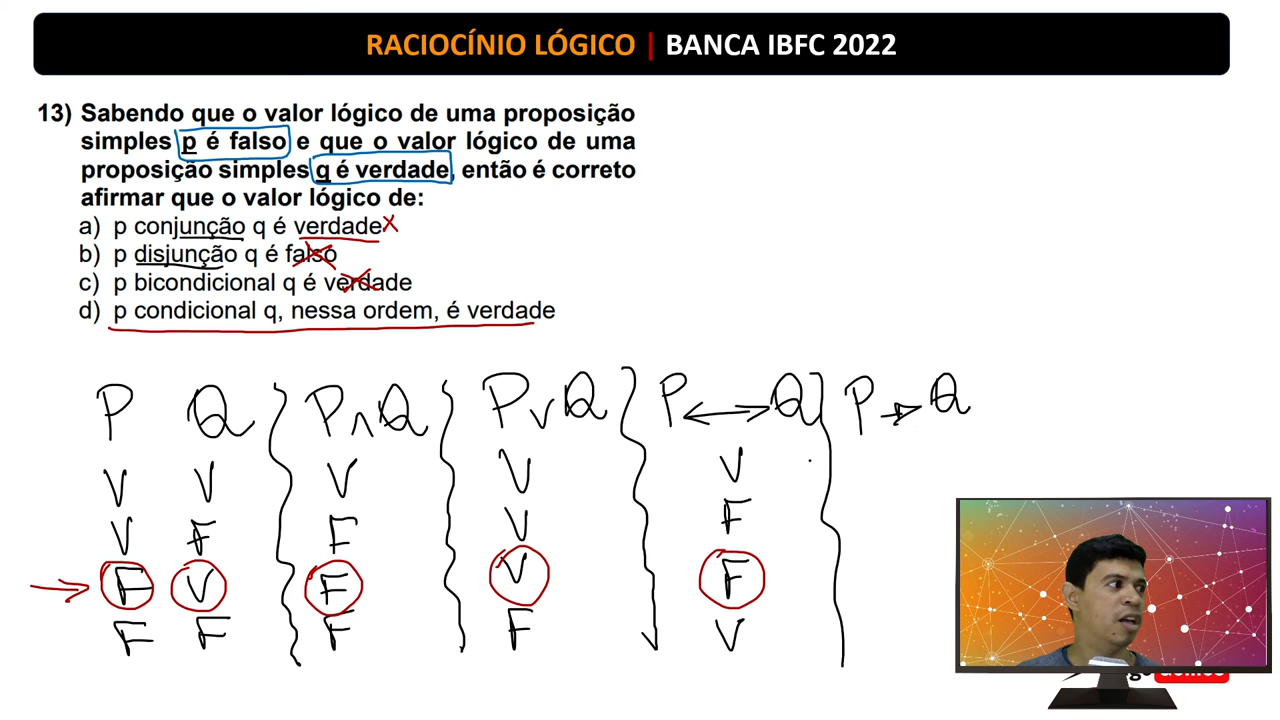 RACIOCÍNIO LÓGICO | BANCA IBFC 2022
13) Sabendo que o valor lógico de uma proposição
simples p é falso e que o valor lógico de uma
proposição simples q é verdade, então é correto
afirmar que o valor lógico de:
a) p conjunção q é verdade x
b) p disjunção q é falso
c) p bicondicional q é verdade
d) p condicional q, nessa ordem, é verdade
P Q P∧Q P∨Q P↔Q P→Q
V V V V V
V F F V F
→ F V F V F
F F F F V